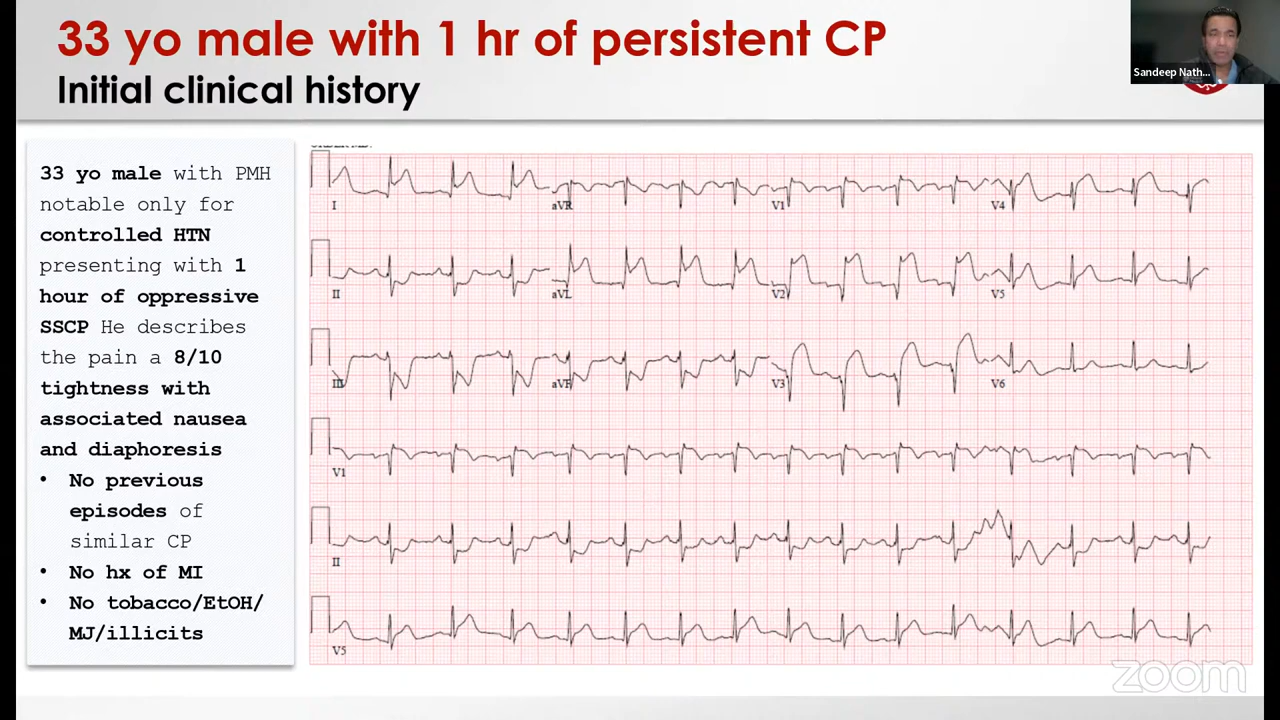 33 yo male with 1 hr of persistent CP
Initial clinical history
Sandeep Nath...
33 yo male with PMH
notable only for
controlled HTN
presenting with 1
hour of oppressive
SSCP He describes
the pain a 8/10
tightness with
associated nausea
and diaphoresis
• No previous
episodes of
similar CP
• No hx of MI
• No tobacco/EtOH/
MJ/illicits
I aVR V1 V4
II aVL V2 V5
III aVF V3 V6
V1
II
V5
zoom